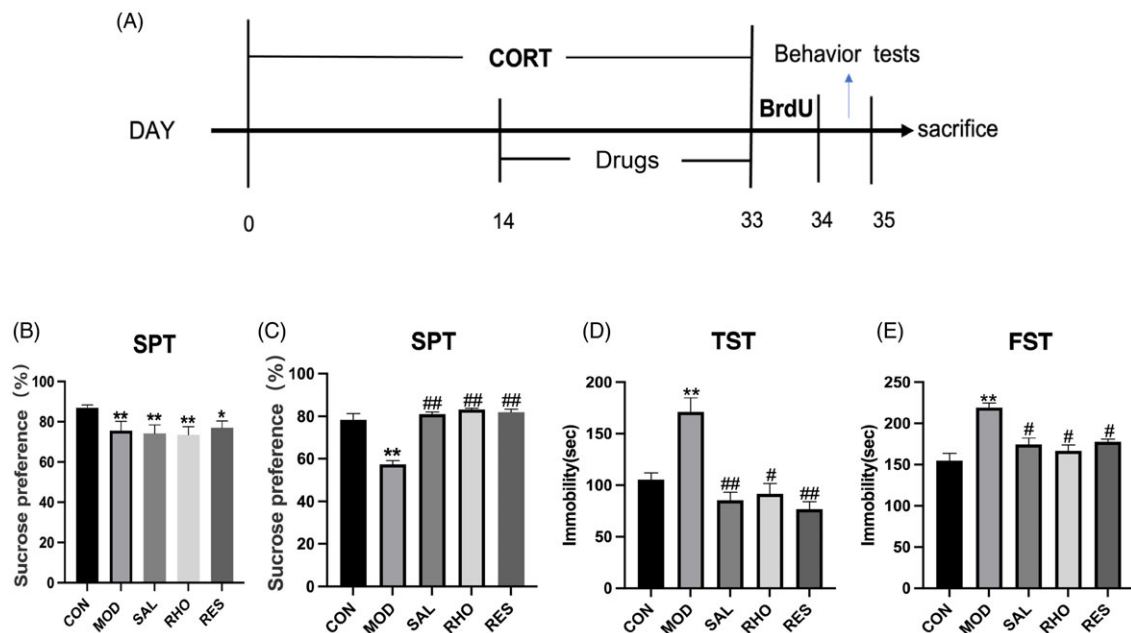 (A)
CORT
Behavior tests
BrdU
DAY
sacrifice
Drugs
0
14
33
34
35
(B)
SPT
Sucrose preference (%)
100
80
60
40
20
0
**
**
**
*
CON
MOD
SAL
RHO
RES
(C)
SPT
Sucrose preference (%)
100
80
60
40
20
0
**
##
##
##
CON
MOD
SAL
RHO
RES
(D)
TST
Immobility(sec)
200
150
100
50
0
**
##
#
##
CON
MOD
SAL
RHO
RES
(E)
FST
Immobility(sec)
250
200
150
100
50
0
**
#
#
#
CON
MOD
SAL
RHO
RES